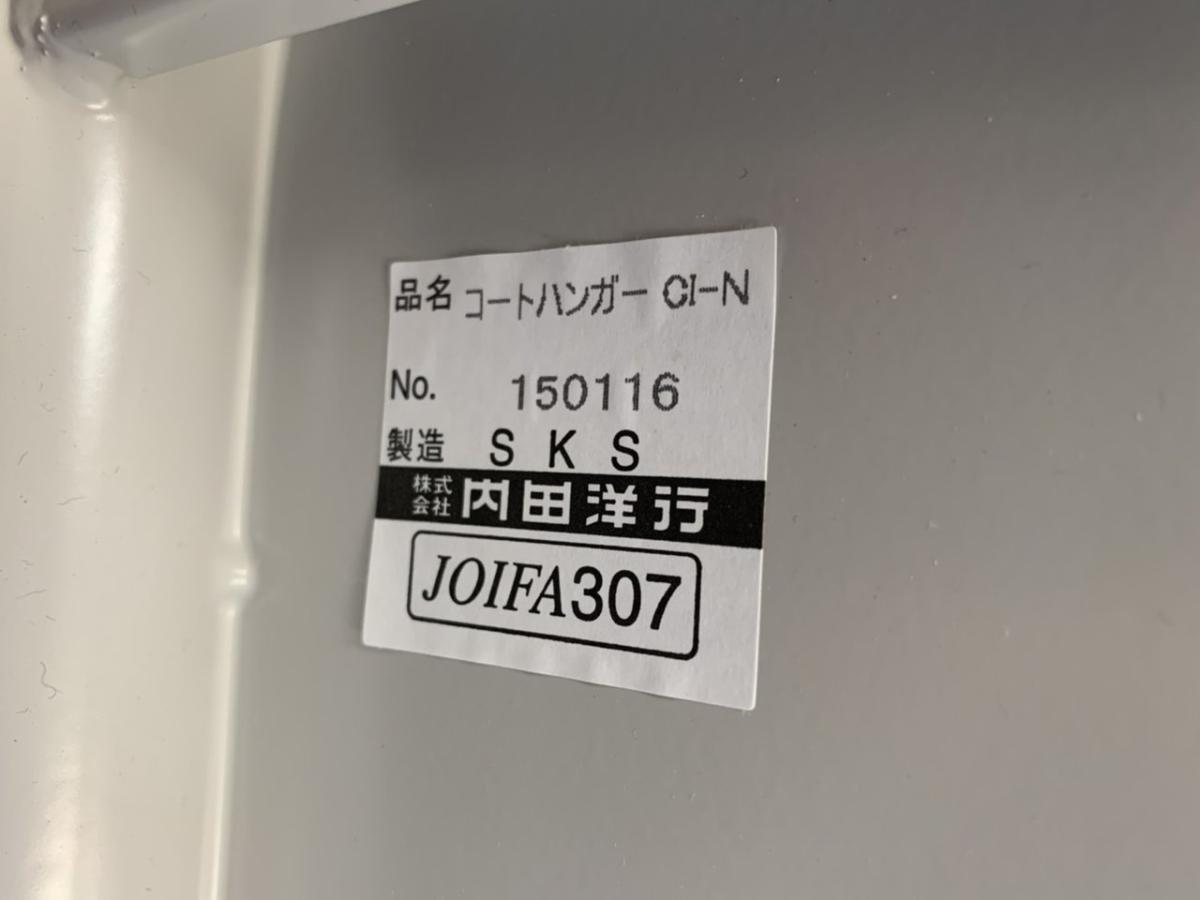 品名 コートハンガー CI-N
No. 150116
製造 S K S
株式会社 内田洋行
JOIFA307